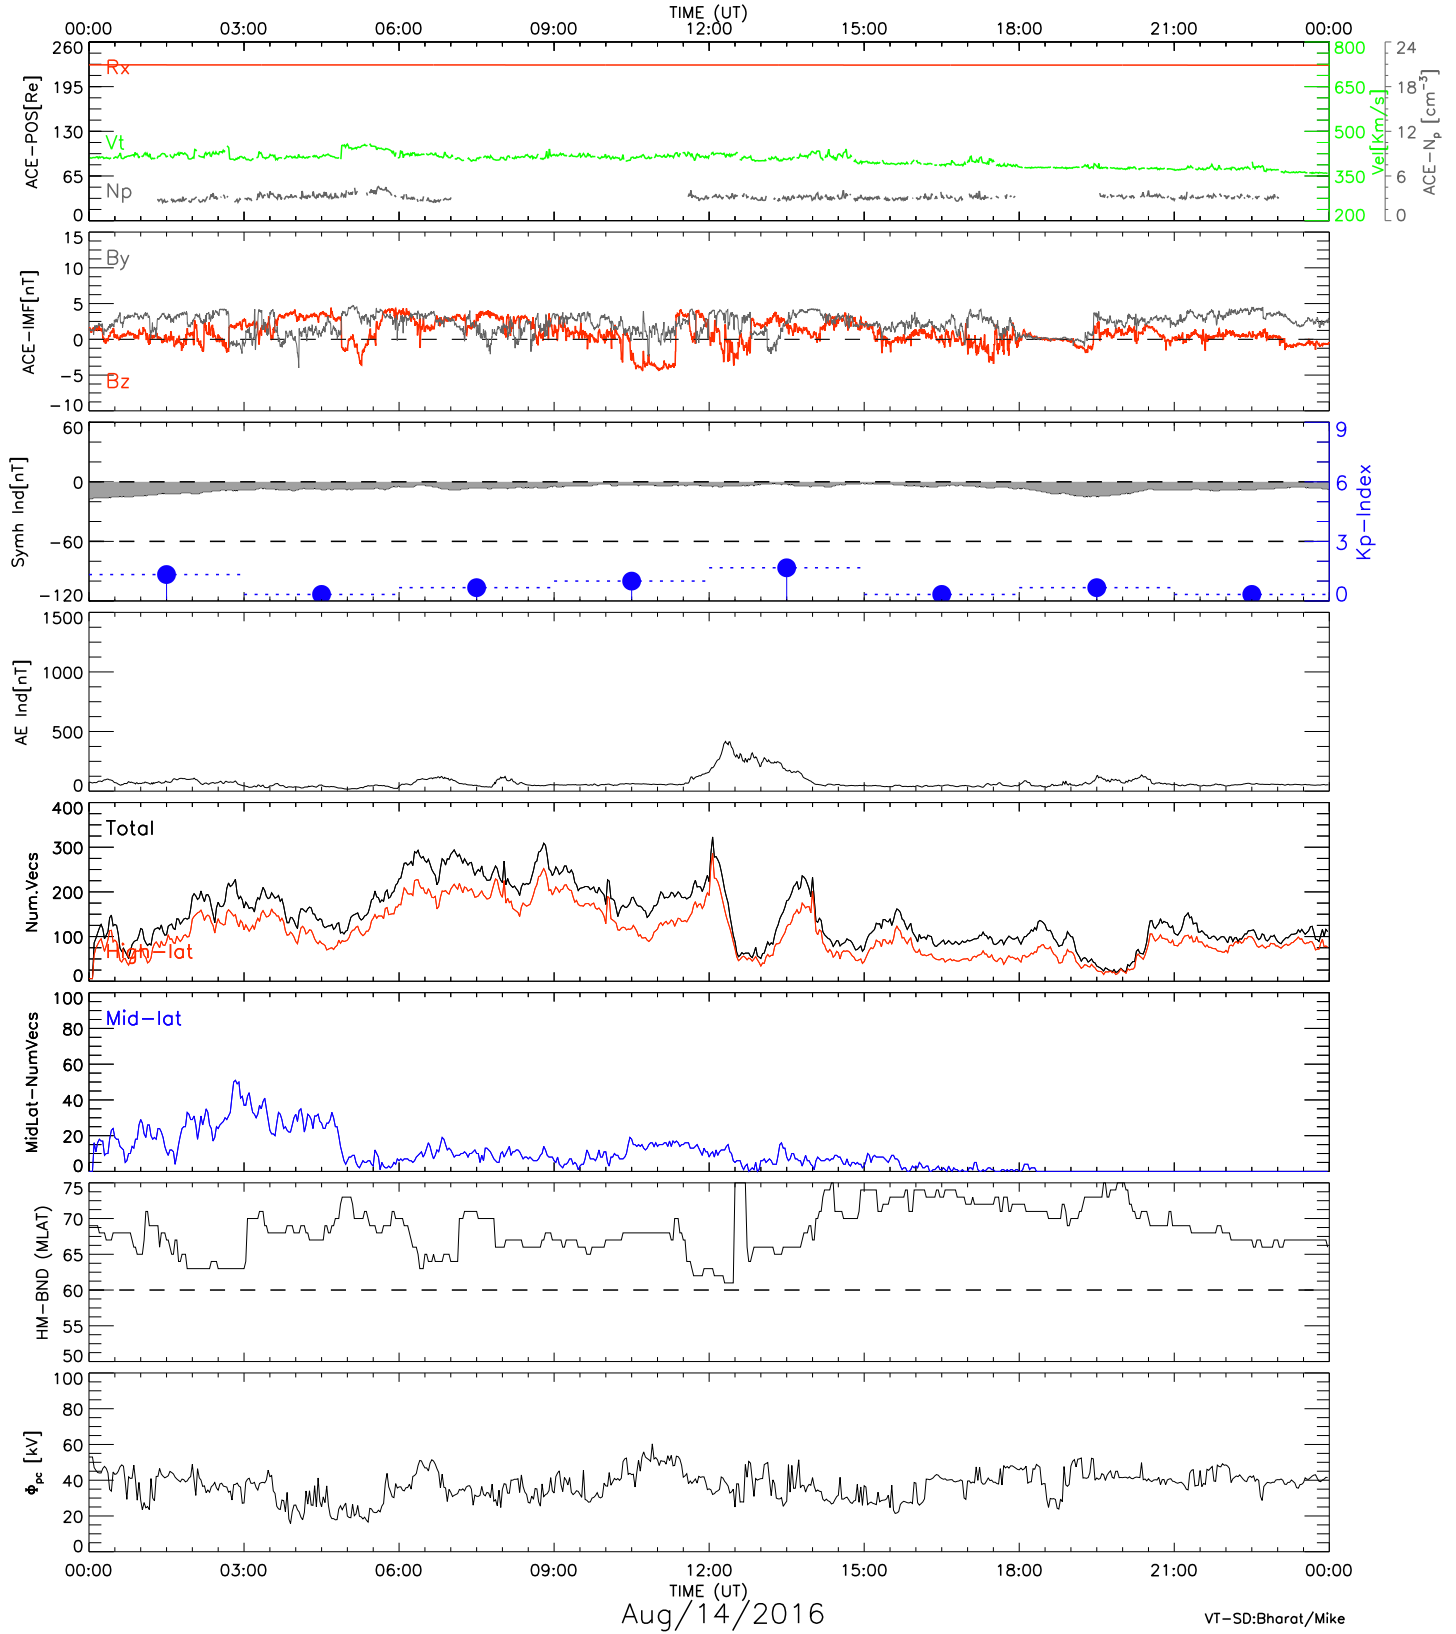 TIME (UT)
00:00 03:00 06:00 09:00 12:00 15:00 18:00 21:00 00:00
260 195 130 65 0
ACE-POS[Re]
Rx
Vt
Np
800 650 500 350 200
Vel[Km/s]
24 18 12 6 0
ACE-Np [cm-3]
15 10 5 0 -5 -10
ACE-IMF[nT]
By
Bz
60 0 -60 -120
Symh Ind[nT]
9 6 3 0
Kp-Index
1500 1000 500 0
AE Ind[nT]
400 300 200 100 0
Num.Vecs
Total
High-lat
100 80 60 40 20 0
MidLat-NumVecs
Mid-lat
75 70 65 60 55 50
HM-BND (MLAT)
100 80 60 40 20 0
Φpc [kV]
00:00 03:00 06:00 09:00 12:00 15:00 18:00 21:00 00:00
TIME (UT)
Aug/14/2016
VT-SD:Bharat/Mike